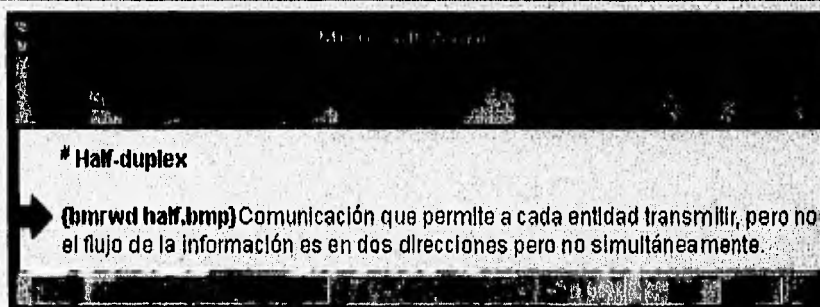 # Half-duplex
{bmrwd half.bmp}Comunicación que permite a cada entidad transmitir, pero no
el flujo de la información es en dos direcciones pero no simultáneamente.